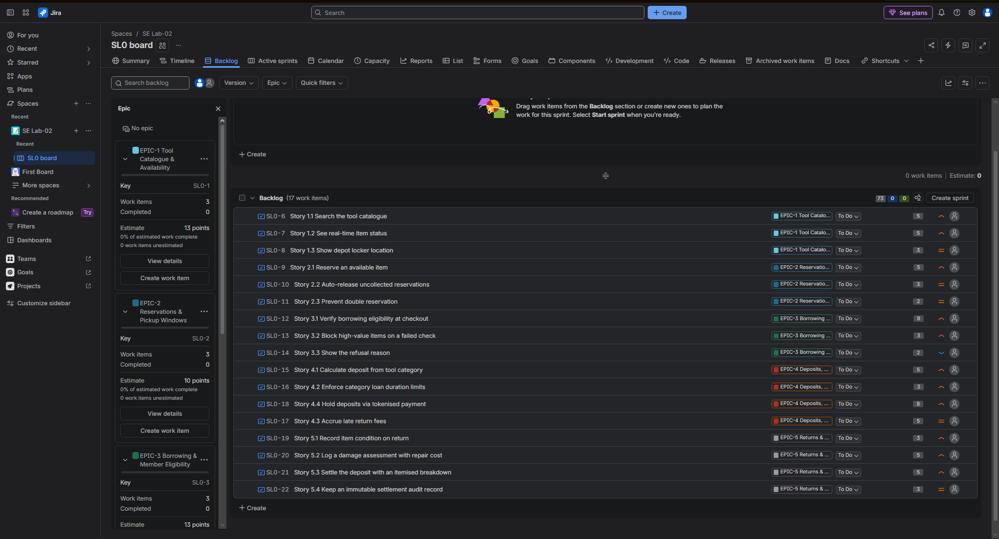 Jira
Search
+ Create
See plans
For you
Recent
Starred
Apps
Plans
Spaces
Recent
SE Lab-02
Recent
SL0 board
First Board
More spaces
Recommended
Create a roadmap Try
Filters
Dashboards
Teams
Goals
Projects
Customize sidebar
Spaces / SE Lab-02
SL0 board
Summary Timeline Backlog Active sprints Calendar Capacity Reports List Forms Goals Components Development Code Releases Archived work items Docs Shortcuts
Search backlog Version Epic Quick filters
Epic
No epic
EPIC-1 Tool
Catalogue &
Availability
Key SL0-1
Work items 3
Completed 0
Estimate 13 points
0% of estimated work complete
0 work items unestimated
View details
Create work item
EPIC-2
Reservations &
Pickup Windows
Key SL0-2
Work items 3
Completed 0
Estimate 10 points
0% of estimated work complete
0 work items unestimated
View details
Create work item
EPIC-3 Borrowing &
Member Eligibility
Key SL0-3
Work items 3
Completed 0
Estimate 13 points
Drag work items from the Backlog section or create new ones to plan the
work for this sprint. Select Start sprint when you're ready.
+ Create
0 work items | Estimate: 0
Backlog (17 work items) 73 0 0 Create sprint
SL0-6 Story 1.1 Search the tool catalogue EPIC-1 Tool Catalo... To Do 5
SL0-7 Story 1.2 See real-time item status EPIC-1 Tool Catalo... To Do 5
SL0-8 Story 1.3 Show depot locker location EPIC-1 Tool Catalo... To Do 3
SL0-9 Story 2.1 Reserve an available item EPIC-2 Reservatio... To Do 5
SL0-10 Story 2.2 Auto-release uncollected reservations EPIC-2 Reservatio... To Do 3
SL0-11 Story 2.3 Prevent double reservation EPIC-2 Reservatio... To Do 2
SL0-12 Story 3.1 Verify borrowing eligibility at checkout EPIC-3 Borrowing ... To Do 8
SL0-13 Story 3.2 Block high-value items on a failed check EPIC-3 Borrowing ... To Do 3
SL0-14 Story 3.3 Show the refusal reason EPIC-3 Borrowing ... To Do 2
SL0-15 Story 4.1 Calculate deposit from tool category EPIC-4 Deposits, ... To Do 5
SL0-16 Story 4.2 Enforce category loan duration limits EPIC-4 Deposits, ... To Do 3
SL0-18 Story 4.4 Hold deposits via tokenised payment EPIC-4 Deposits, ... To Do 8
SL0-17 Story 4.3 Accrue late return fees EPIC-4 Deposits, ... To Do 5
SL0-19 Story 5.1 Record item condition on return EPIC-5 Returns & ... To Do 3
SL0-20 Story 5.2 Log a damage assessment with repair cost EPIC-5 Returns & ... To Do 5
SL0-21 Story 5.3 Settle the deposit with an itemised breakdown EPIC-5 Returns & ... To Do 5
SL0-22 Story 5.4 Keep an immutable settlement audit record EPIC-5 Returns & ... To Do 3
+ Create